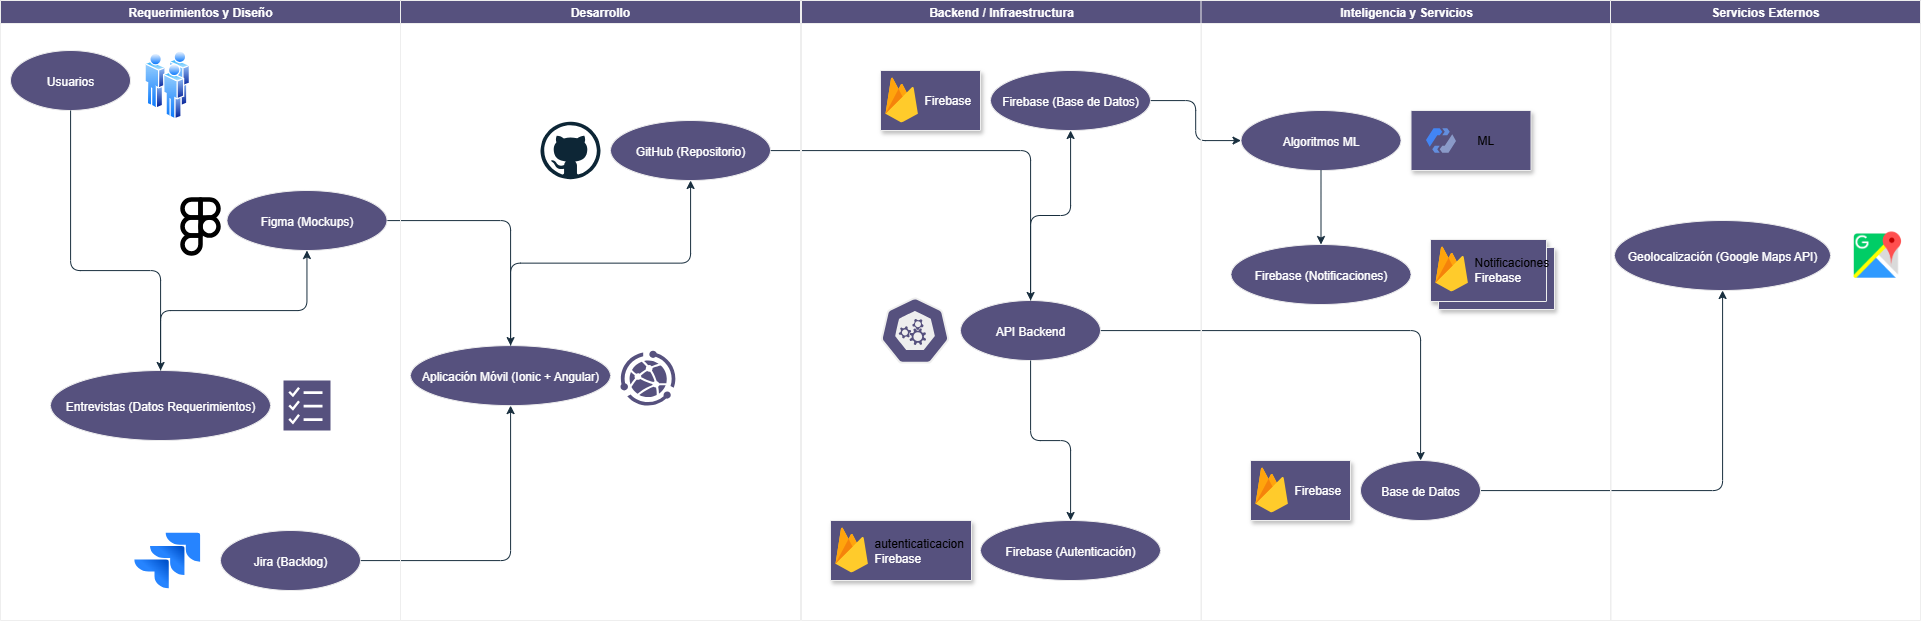 Requerimientos y Diseño
Desarrollo
Backend / Infraestructura
Inteligencia y Servicios
Servicios Externos
Usuarios
Figma (Mockups)
Entrevistas (Datos Requerimientos)
Jira (Backlog)
GitHub (Repositorio)
Aplicación Móvil (Ionic + Angular)
Firebase
Firebase (Base de Datos)
API Backend
autenticaticacion
Firebase
Firebase (Autenticación)
Algoritmos ML
ML
Firebase (Notificaciones)
Notificaciones
Firebase
Firebase
Base de Datos
Geolocalización (Google Maps API)
G